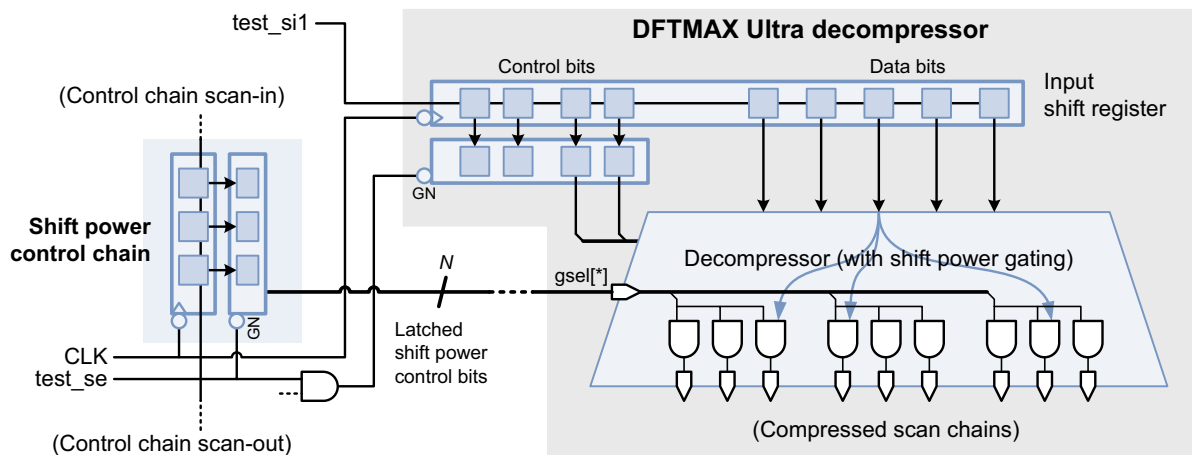 test_si1
DFTMAX Ultra decompressor
Control bits
Data bits
Input
shift register
(Control chain scan-in)
GN
Shift power
control chain
N
gsel[*]
Decompressor (with shift power gating)
GN
Latched
shift power
control bits
CLK
test_se
(Control chain scan-out)
(Compressed scan chains)